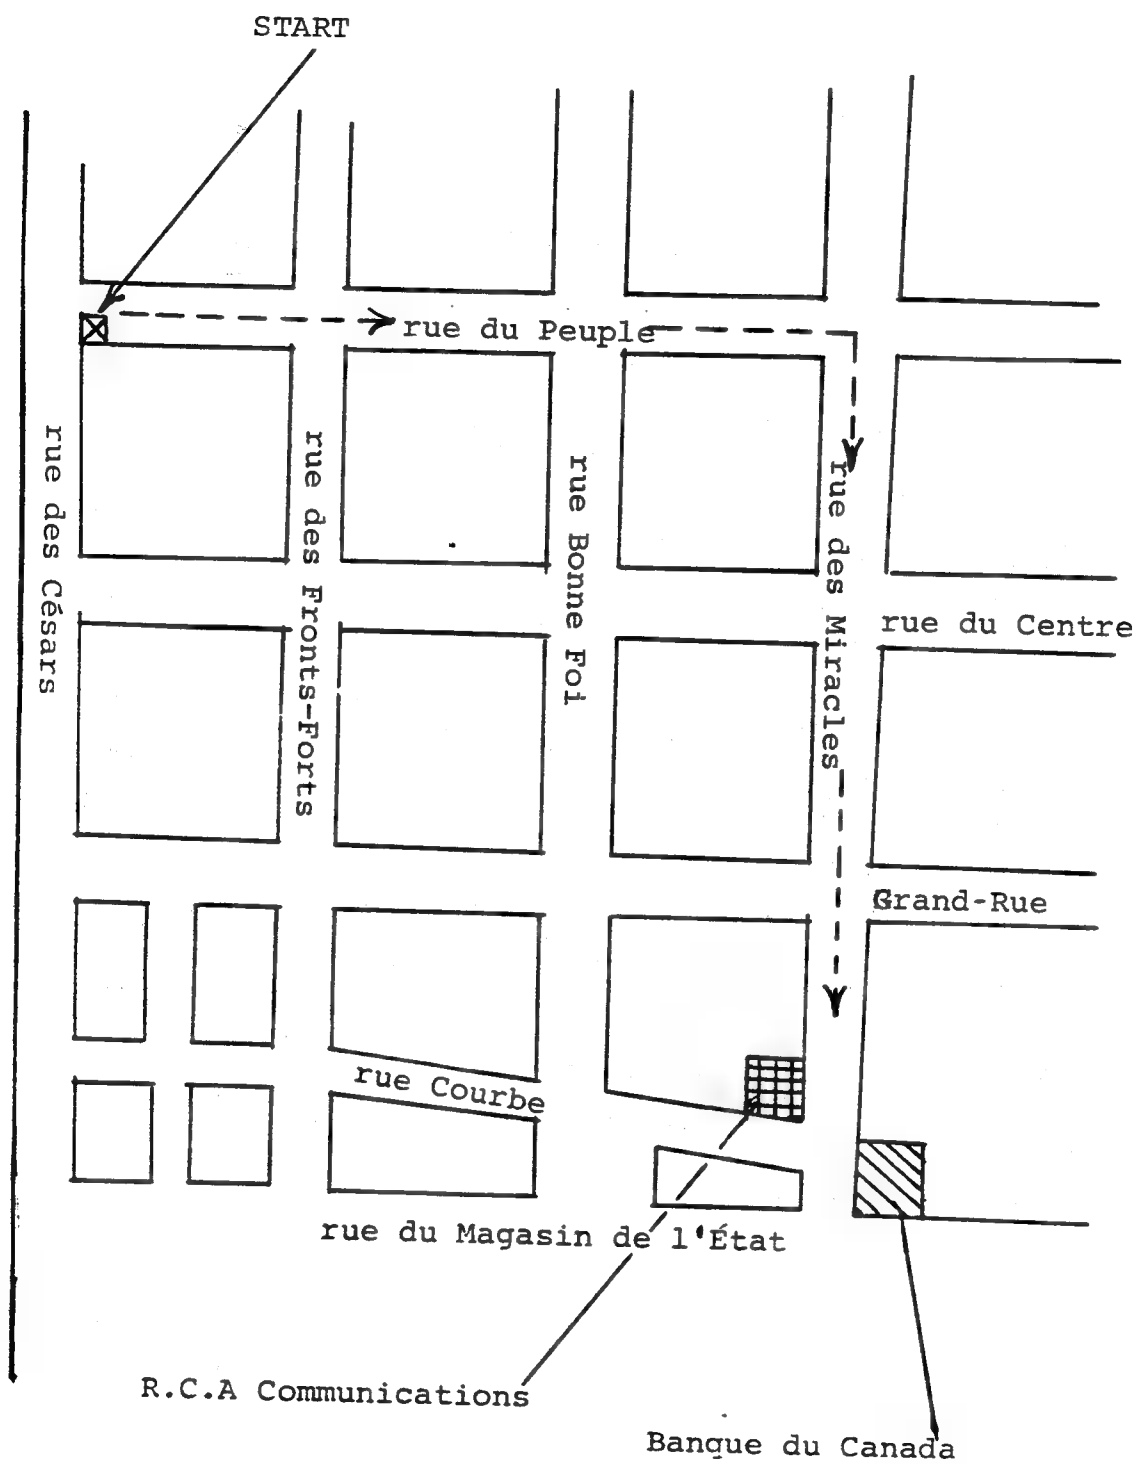 START
rue du Peuple
rue des Césars
rue des Fronts-Forts
rue Bonne Foi
rue des Miracles
rue du Centre
Grand-Rue
rue Courbe
rue du Magasin de l'État
R.C.A Communications
Banque du Canada